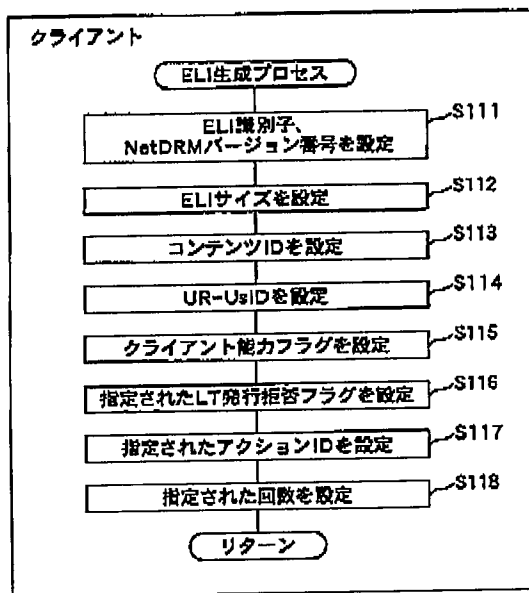 クライアント
ELI生成プロセス
S111
ELI識別子、
NetDRMバージョン番号を設定
S112
ELIサイズを設定
S113
コンテンツIDを設定
S114
UR-UsIDを設定
S115
クライアント能力フラグを設定
S116
指定されたLT発行拒否フラグを設定
S117
指定されたアクションIDを設定
S118
指定された回数を設定
リターン